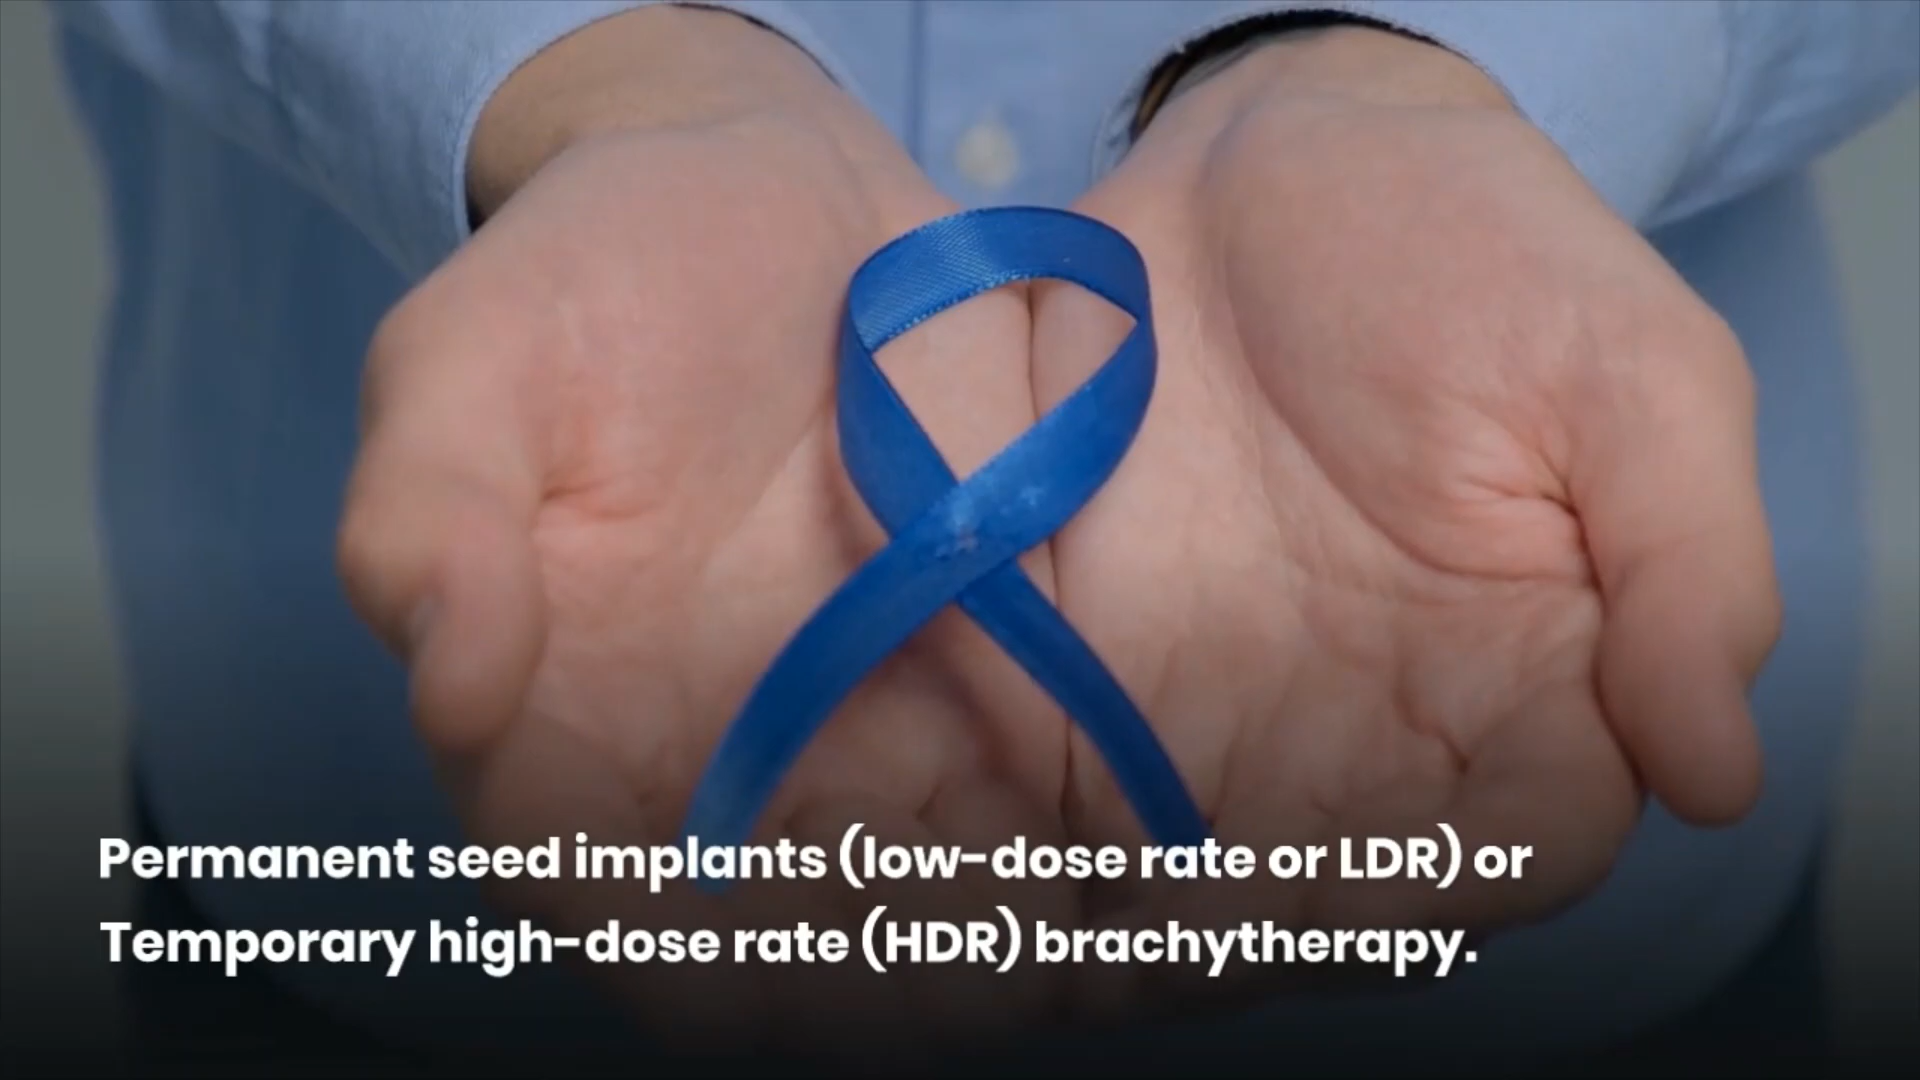 Permanent seed implants (low-dose rate or LDR) or
Temporary high-dose rate (HDR) brachytherapy.